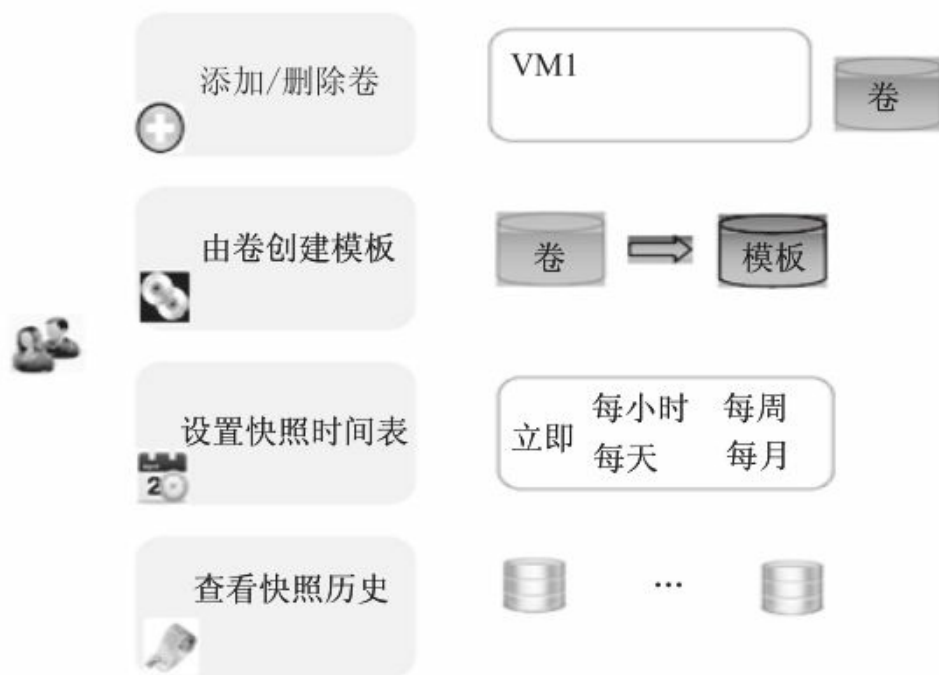 添加/删除卷
VM1
卷
由卷创建模板
卷
模板
设置快照时间表
立即
每小时 每周
每天 每月
查看快照历史
...